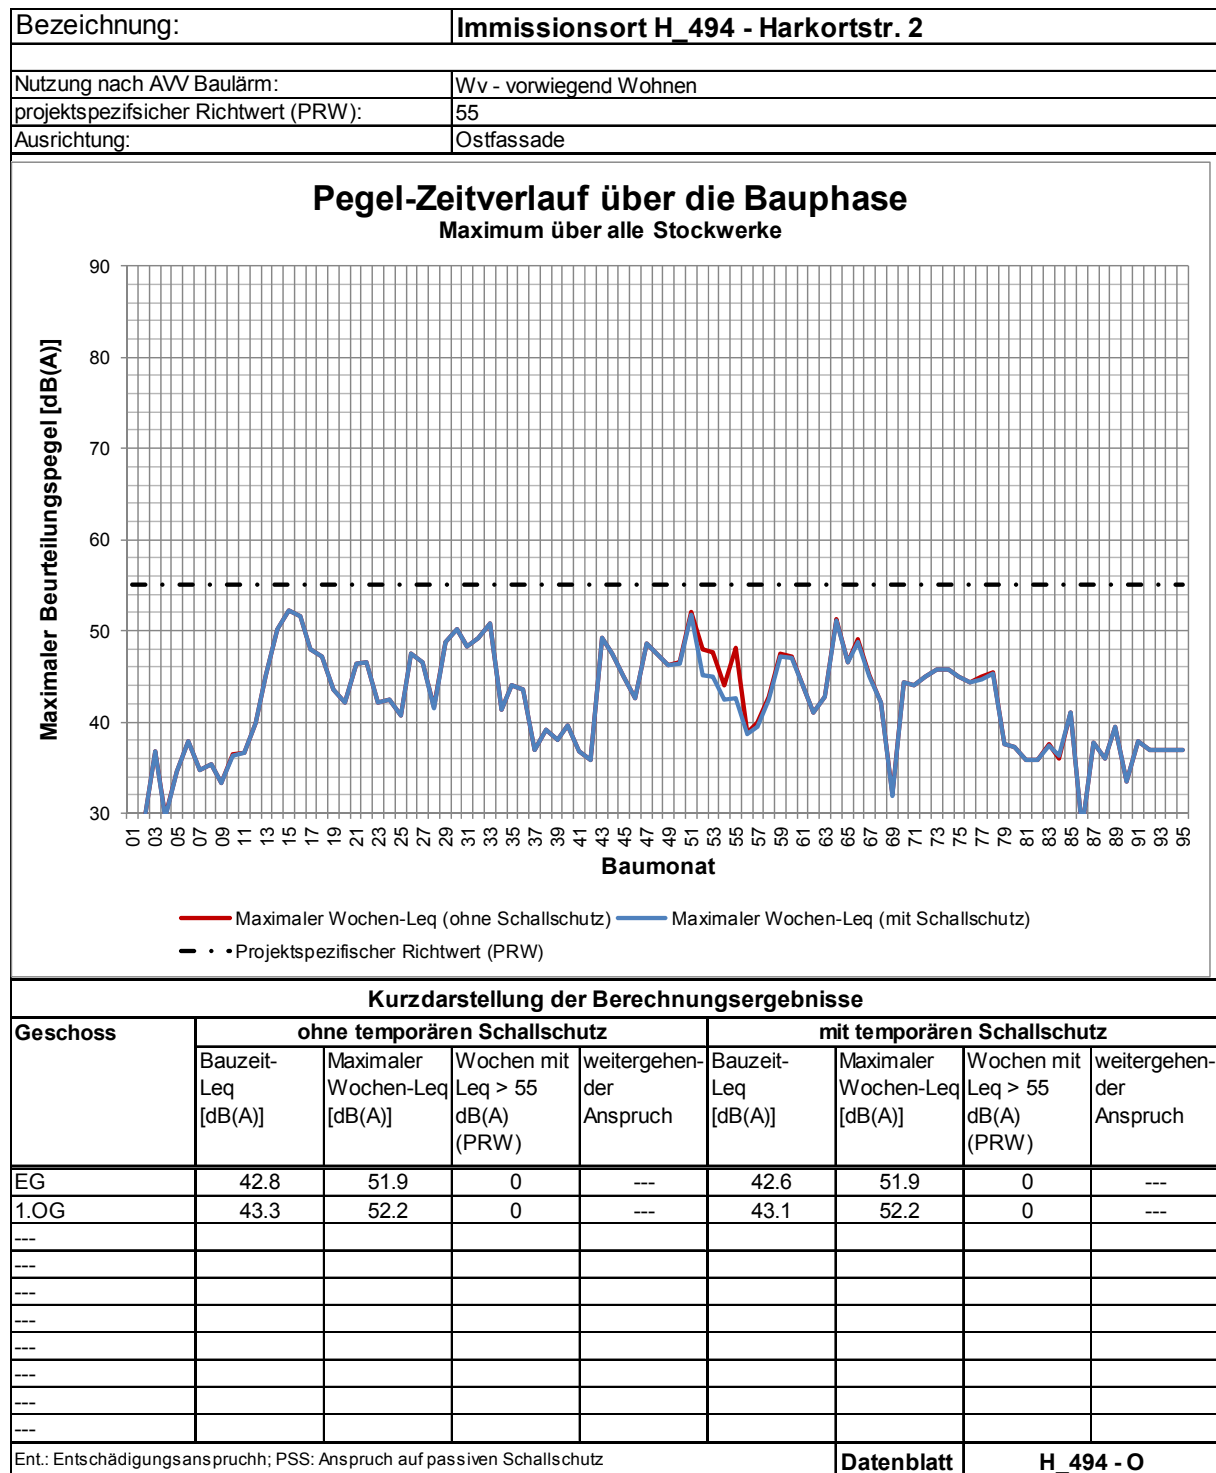 Bezeichnung: Immissionsort H_494 - Harkortstr. 2
Nutzung nach AVV Baulärm: Wv - vorwiegend Wohnen
projektspezifsicher Richtwert (PRW): 55
Ausrichtung: Ostfassade
Pegel-Zeitverlauf über die Bauphase
Maximum über alle Stockwerke
Maximaler Beurteilungspegel [dB(A)]
90
80
70
60
50
40
30
01 03 05 07 09 11 13 15 17 19 21 23 25 27 29 31 33 35 37 39 41 43 45 47 49 51 53 55 57 59 61 63 65 67 69 71 73 75 77 79 81 83 85 87 89 91 93 95
Baumonat
Maximaler Wochen-Leq (ohne Schallschutz) Maximaler Wochen-Leq (mit Schallschutz)
Projektspezifischer Richtwert (PRW)
Kurzdarstellung der Berechnungsergebnisse
Geschoss ohne temporären Schallschutz mit temporären Schallschutz
Bauzeit- Maximaler Wochen mit weitergehen- Bauzeit- Maximaler Wochen mit weitergehen-
Leq Wochen-Leq Leq > 55 der Leq Wochen-Leq Leq > 55 der
[dB(A)] [dB(A)] dB(A) Anspruch [dB(A)] [dB(A)] dB(A) Anspruch
(PRW) (PRW)
EG 42.8 51.9 0 --- 42.6 51.9 0 ---
1.OG 43.3 52.2 0 --- 43.1 52.2 0 ---
---
---
---
---
---
---
---
---
Ent.: Entschädigungsanspruchh; PSS: Anspruch auf passiven Schallschutz Datenblatt H_494 - O